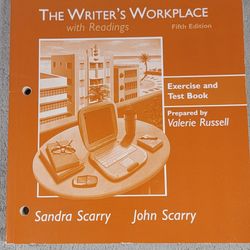 THE WRITER'S WORKPLACE
with Readings
Fifth Edition
Exercise and
Test Book
Prepared by
Valerie Russell
Sandra Scarry John Scarry